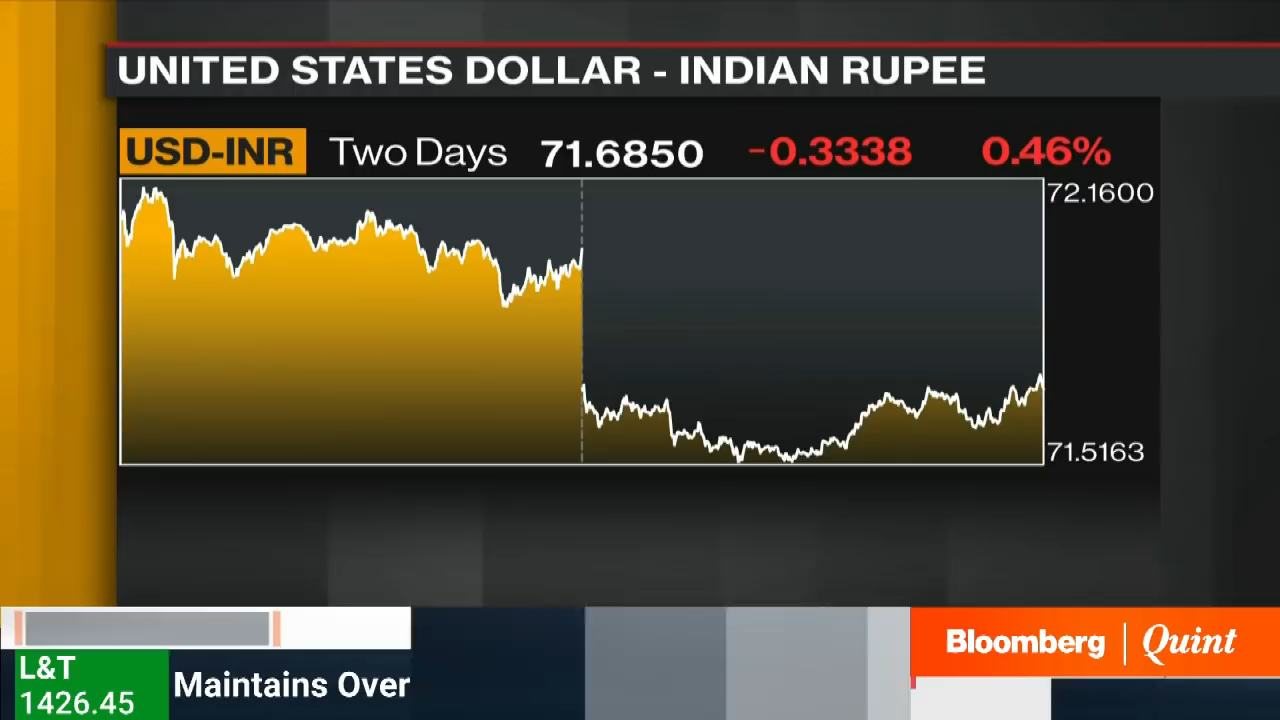 UNITED STATES DOLLAR - INDIAN RUPEE
USD-INR Two Days 71.6850 -0.3338 0.46%
72.1600
71.5163
Bloomberg | Quint
L&T
1426.45
Maintains Over